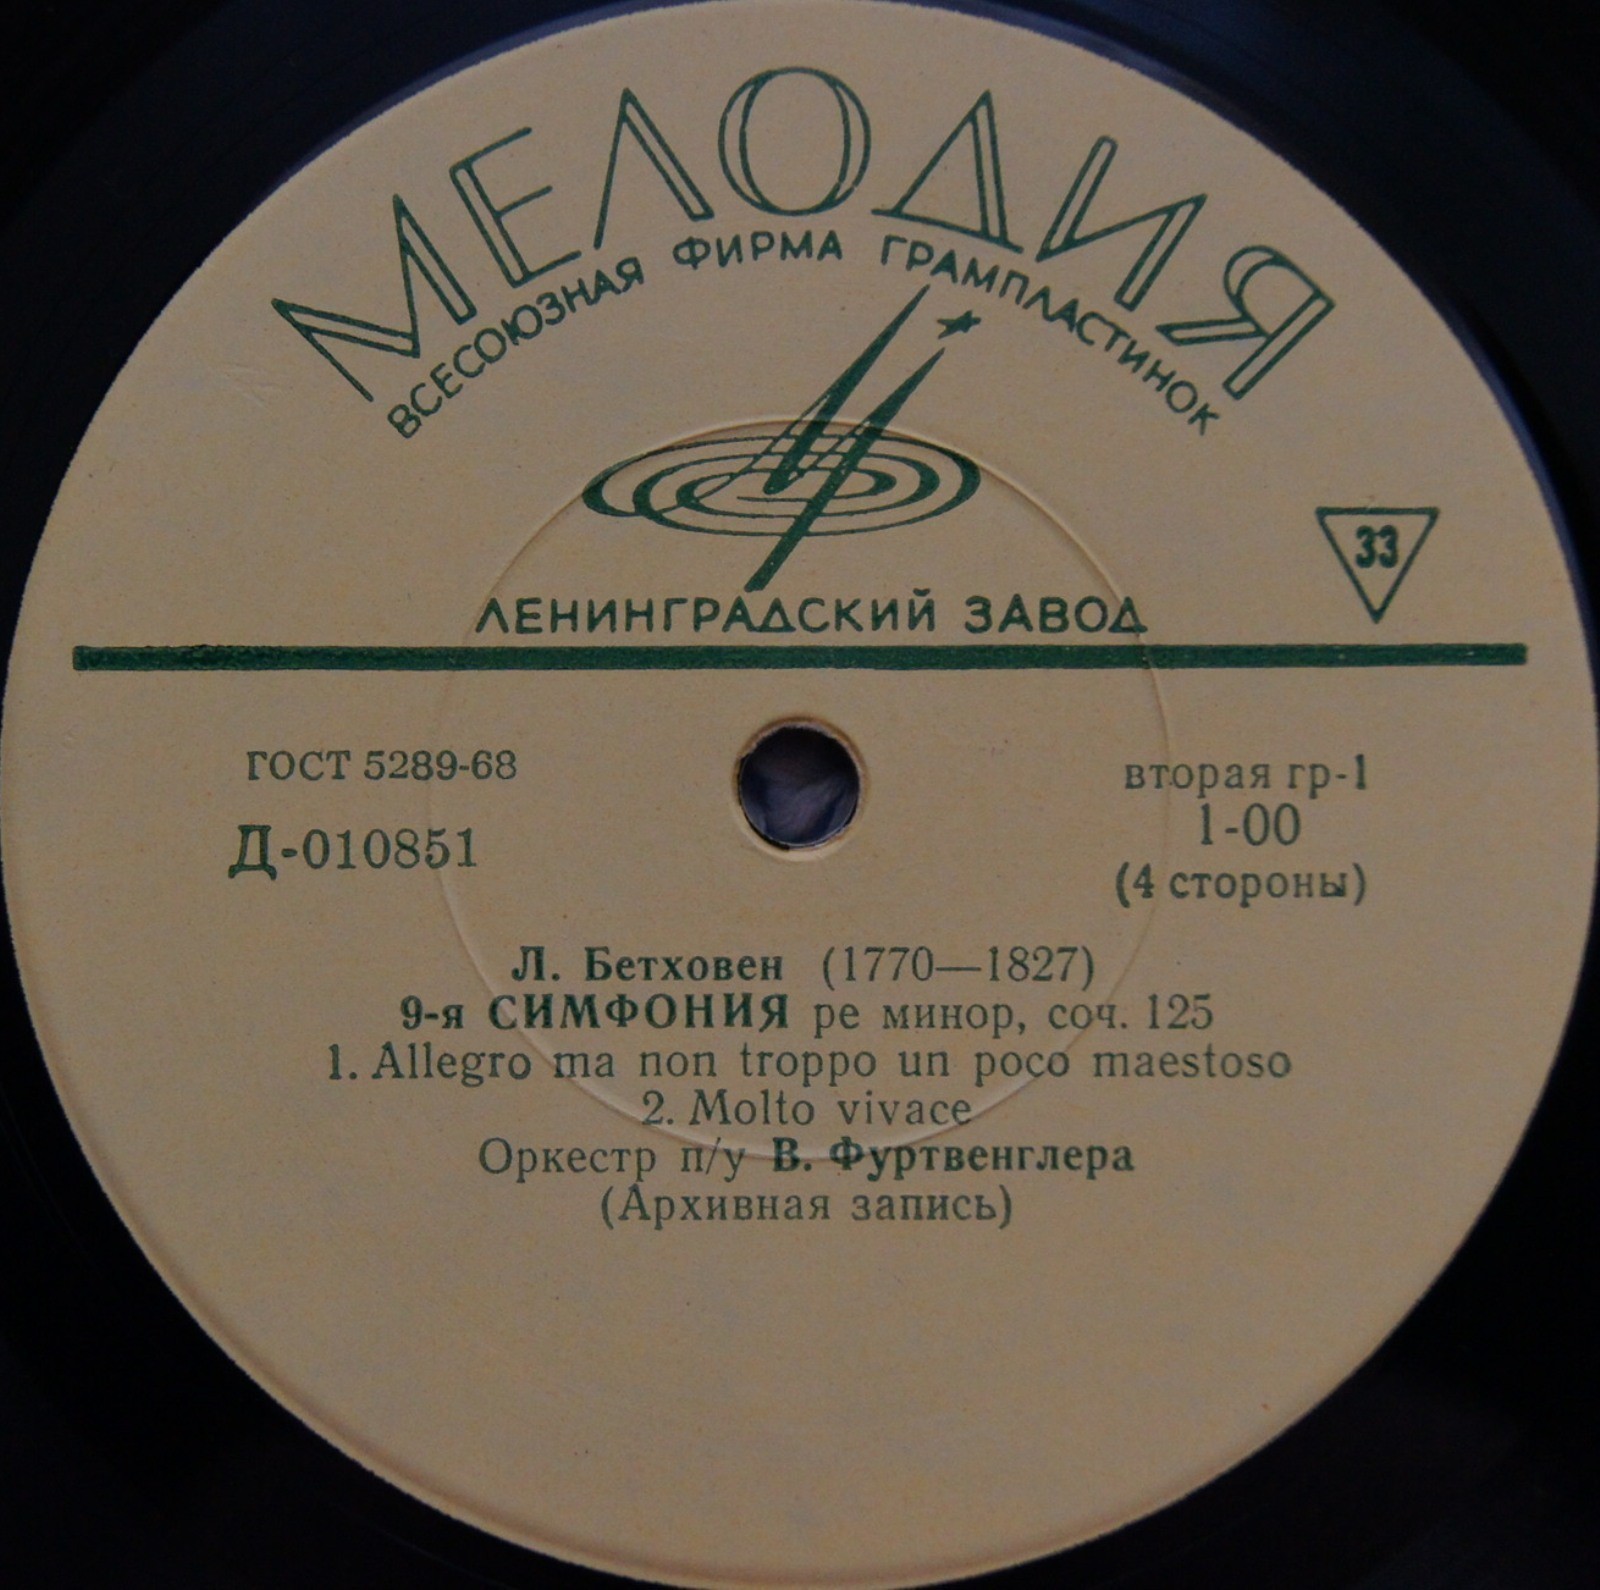 МЕЛОДИЯ
ВСЕСОЮЗНАЯ ФИРМА ГРАМПЛАСТИНОК
33
ЛЕНИНГРАДСКИЙ ЗАВОД
ГОСТ 5289-68
вторая гр-1
Д-010851
1-00
(4 стороны)
Л. Бетховен (1770—1827)
9-я СИМФОНИЯ ре минор, соч. 125
1. Allegro ma non troppo un poco maestoso
2. Molto vivace
Оркестр п/у В. Фуртвенглера
(Архивная запись)